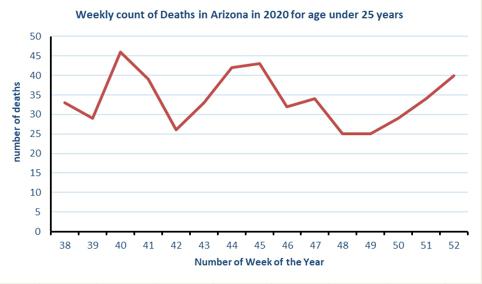 Weekly count of Deaths in Arizona in 2020 for age under 25 years
number of deaths
50
45
40
35
30
25
20
15
10
5
0
38 39 40 41 42 43 44 45 46 47 48 49 50 51 52
Number of Week of the Year